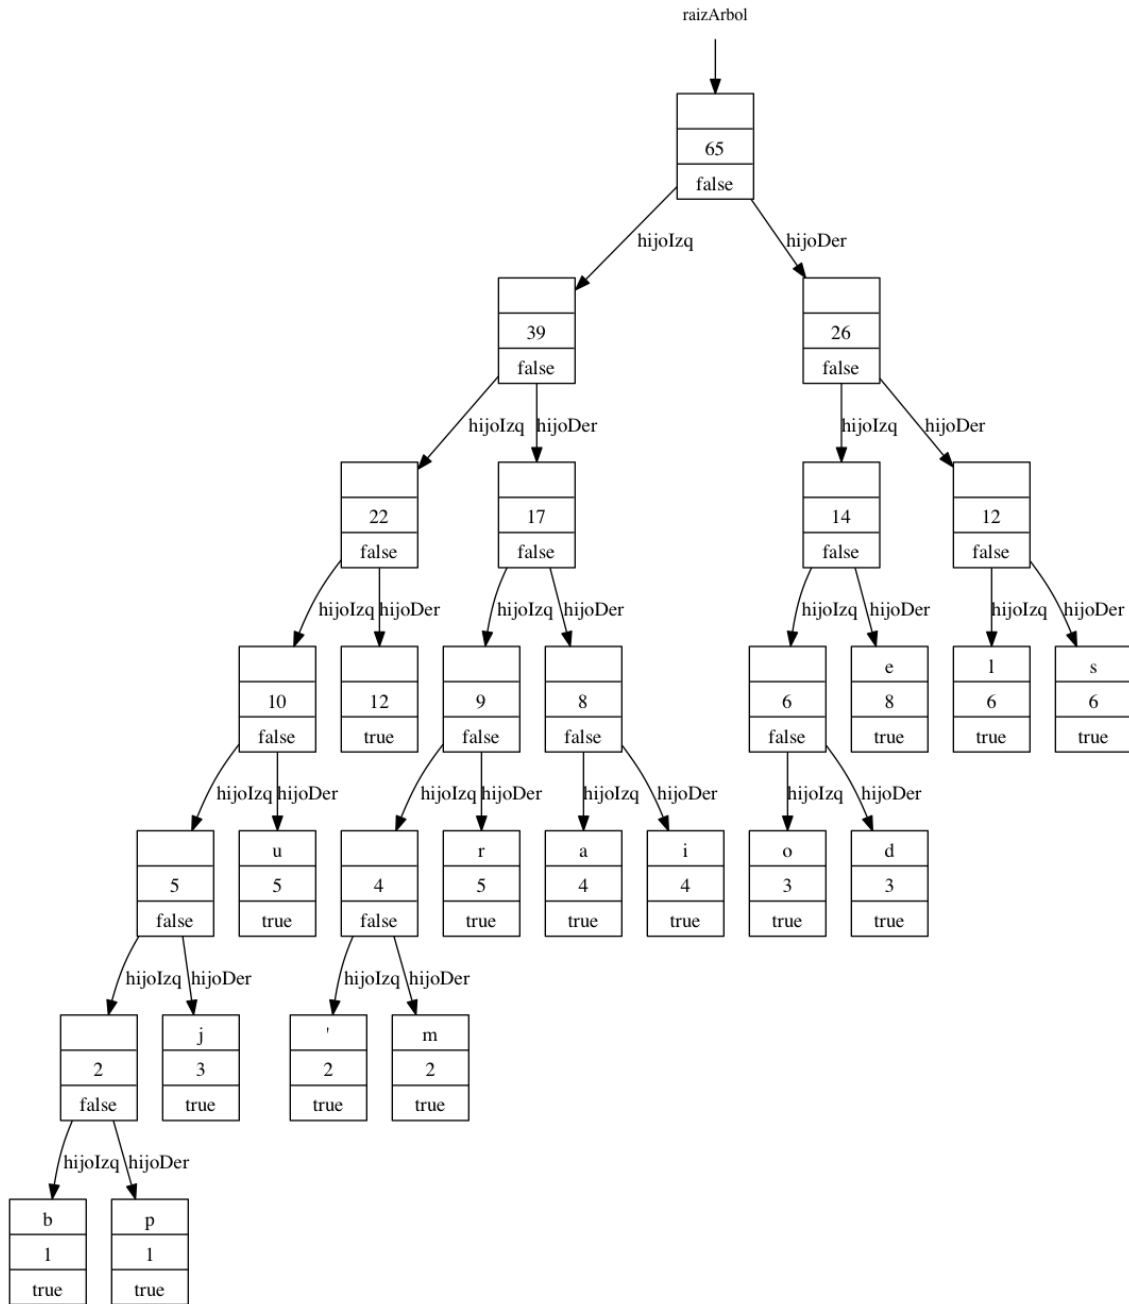 raizArbol
65
false
hijoIzq
hijoDer
39
false
26
false
hijoIzq
hijoDer
hijoIzq
hijoDer
22
false
17
false
14
false
12
false
hijoIzq
hijoDer
hijoIzq
hijoDer
hijoIzq
hijoDer
hijoIzq
hijoDer
10
false
12
true
9
false
8
false
6
false
e
8
true
l
6
true
s
6
true
hijoIzq
hijoDer
hijoIzq
hijoDer
hijoIzq
hijoDer
hijoIzq
hijoDer
5
false
u
5
true
4
false
r
5
true
a
4
true
i
4
true
o
3
true
d
3
true
hijoIzq
hijoDer
hijoIzq
hijoDer
2
false
j
3
true
'
2
true
m
2
true
hijoIzq
hijoDer
b
1
true
p
1
true